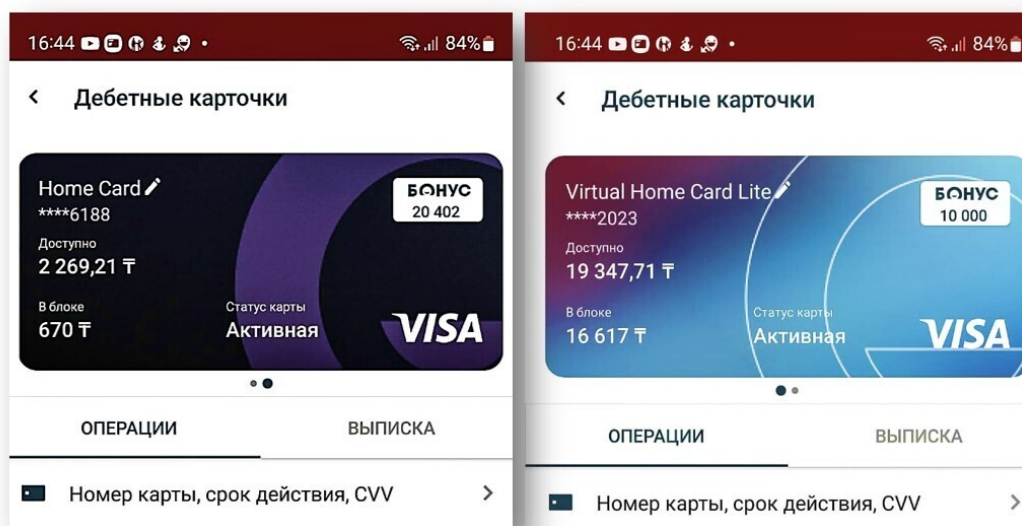 16:44 84%
Дебетные карточки
Home Card
****6188
БОНУС
20 402
Доступно
2 269,21 ₸
В блоке
670 ₸
Статус карты
Активная
VISA
ОПЕРАЦИИ ВЫПИСКА
Номер карты, срок действия, CVV
16:44 84%
Дебетные карточки
Virtual Home Card Lite
****2023
БОНУС
10 000
Доступно
19 347,71 ₸
В блоке
16 617 ₸
Статус карты
Активная
VISA
ОПЕРАЦИИ ВЫПИСКА
Номер карты, срок действия, CVV